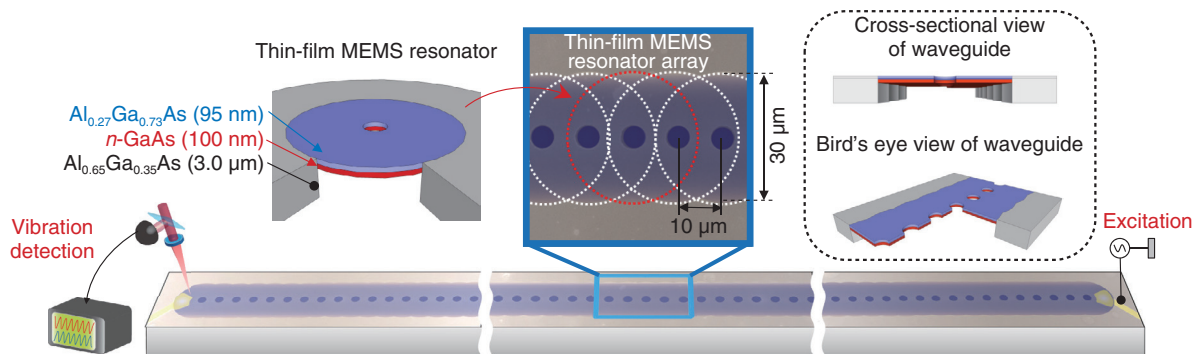 Thin-film MEMS resonator
Al0.27Ga0.73As (95 nm)
n-GaAs (100 nm)
Al0.65Ga0.35As (3.0 µm)
Thin-film MEMS
resonator array
30 µm
10 µm
Cross-sectional view
of waveguide
Bird's eye view of waveguide
Vibration
detection
Excitation